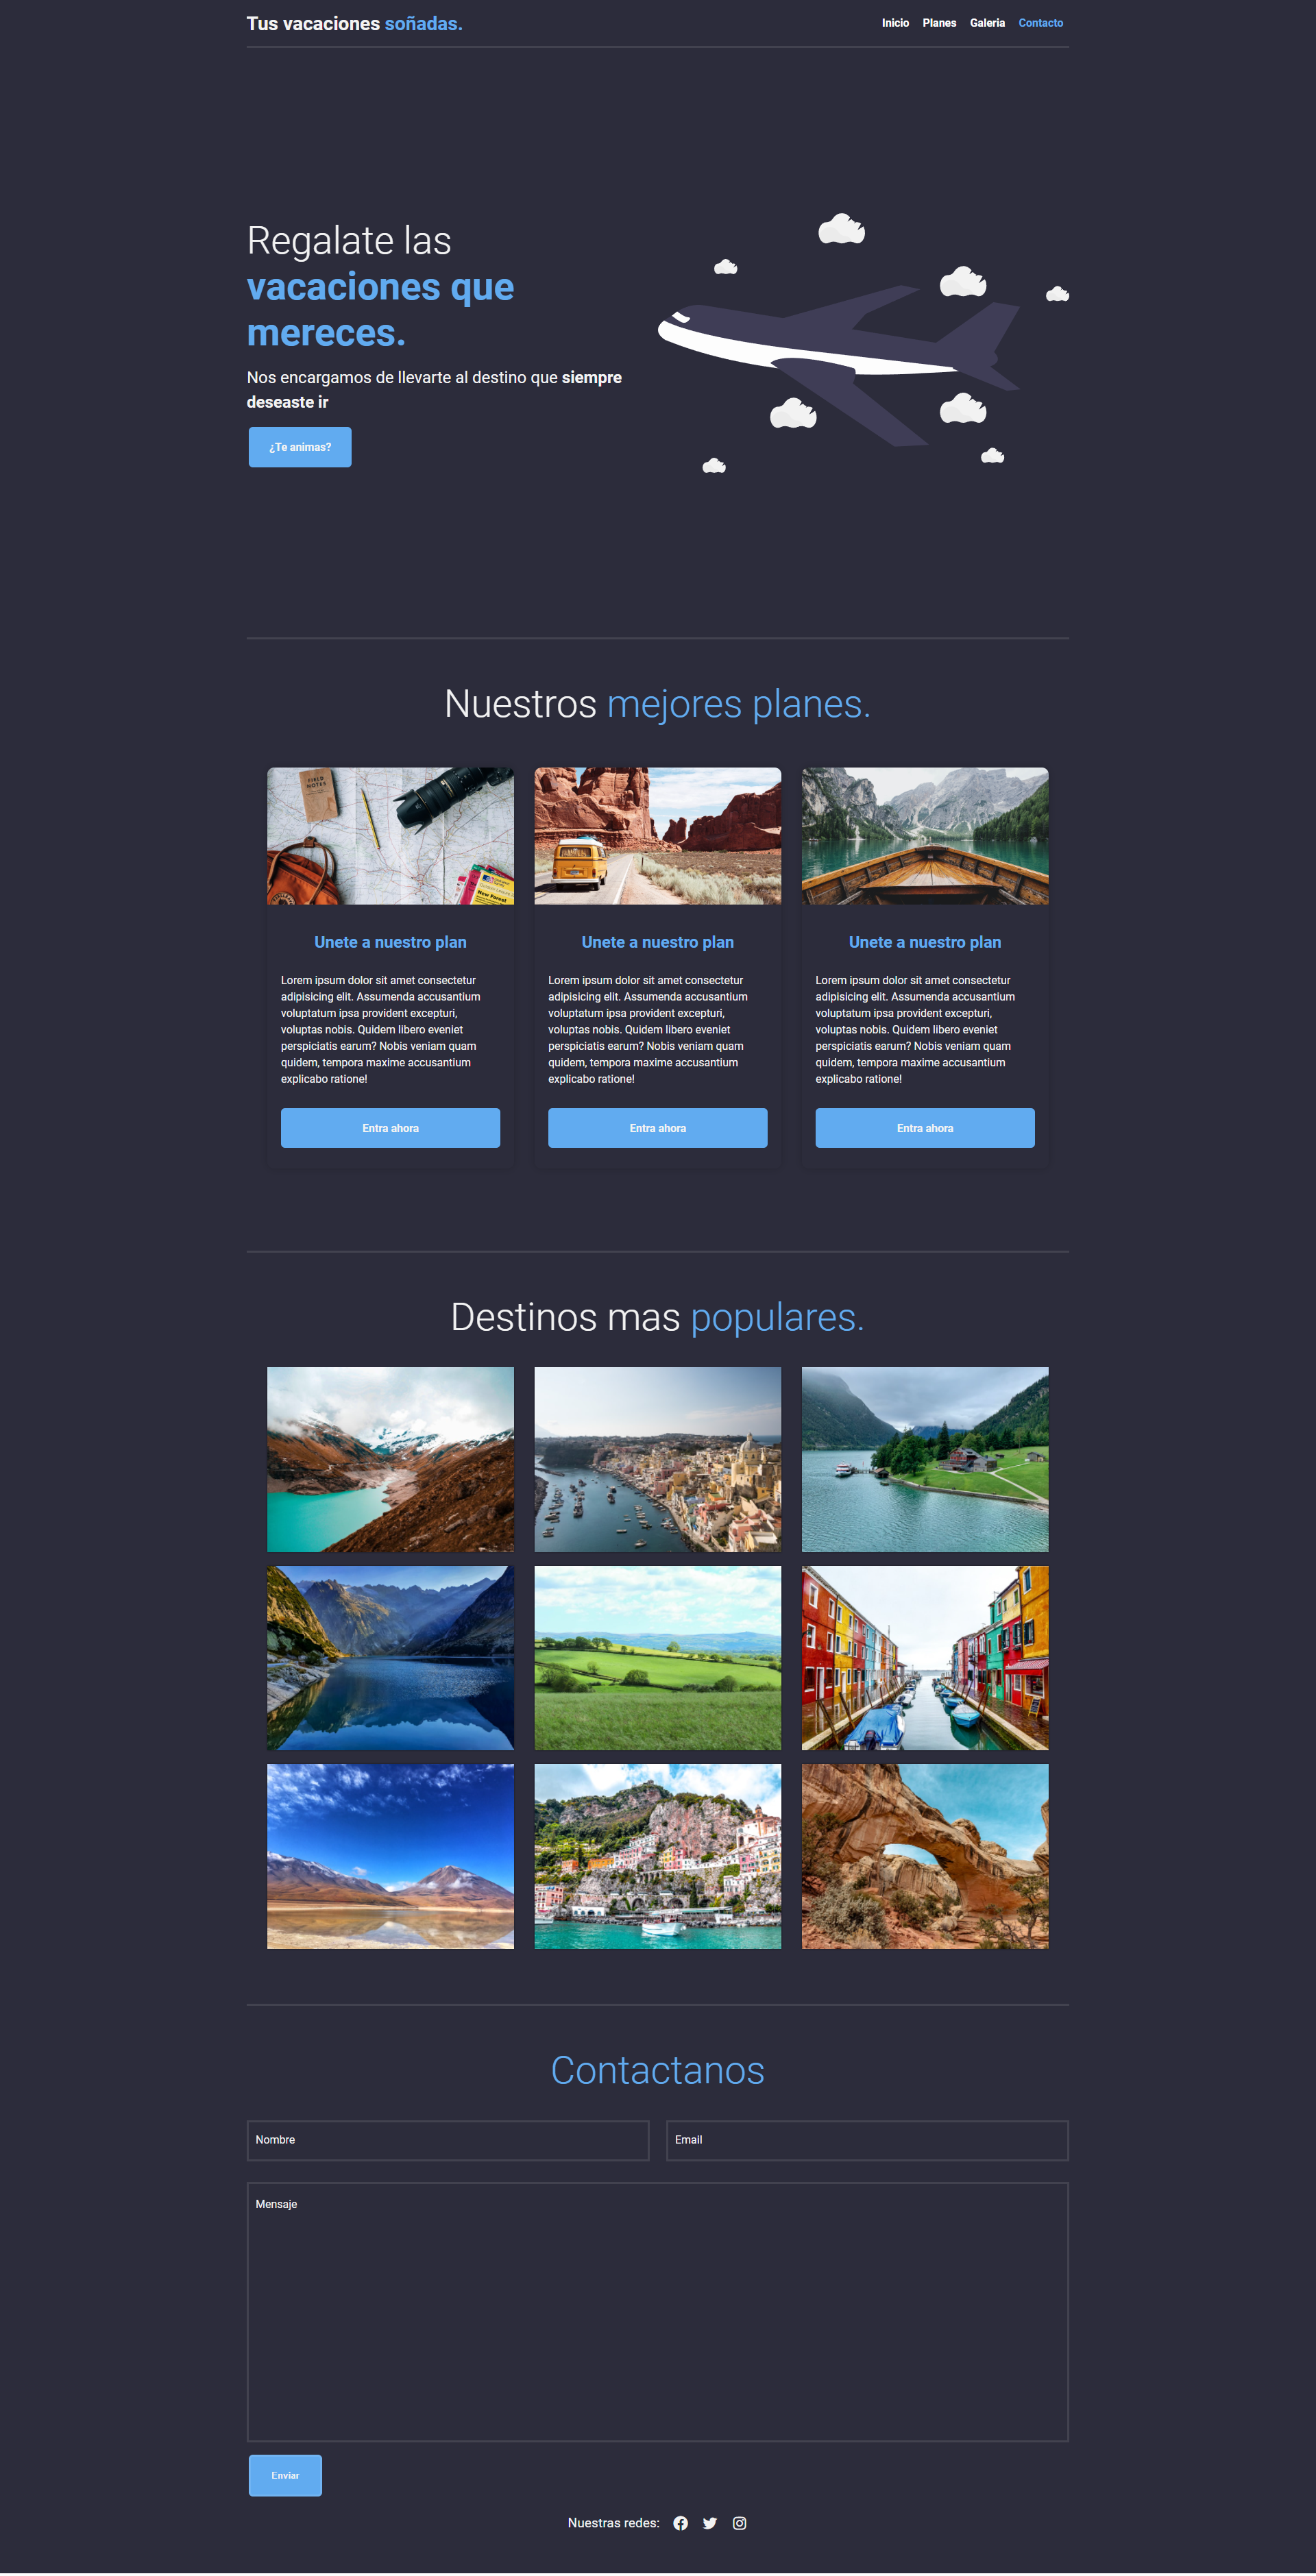 Tus vacaciones soñadas.
Inicio Planes Galeria Contacto
Regalate las
vacaciones que
mereces.
Nos encargamos de llevarte al destino que siempre
deseaste ir
¿Te animas?
Nuestros mejores planes.
FIELD
NOTES
New Forest
Unete a nuestro plan
Lorem ipsum dolor sit amet consectetur
adipisicing elit. Assumenda accusantium
voluptatum ipsa provident excepturi,
voluptas nobis. Quidem libero eveniet
perspiciatis earum? Nobis veniam quam
quidem, tempora maxime accusantium
explicabo ratione!
Entra ahora
Unete a nuestro plan
Lorem ipsum dolor sit amet consectetur
adipisicing elit. Assumenda accusantium
voluptatum ipsa provident excepturi,
voluptas nobis. Quidem libero eveniet
perspiciatis earum? Nobis veniam quam
quidem, tempora maxime accusantium
explicabo ratione!
Entra ahora
Unete a nuestro plan
Lorem ipsum dolor sit amet consectetur
adipisicing elit. Assumenda accusantium
voluptatum ipsa provident excepturi,
voluptas nobis. Quidem libero eveniet
perspiciatis earum? Nobis veniam quam
quidem, tempora maxime accusantium
explicabo ratione!
Entra ahora
Destinos mas populares.
Contactanos
Nombre
Email
Mensaje
Enviar
Nuestras redes: